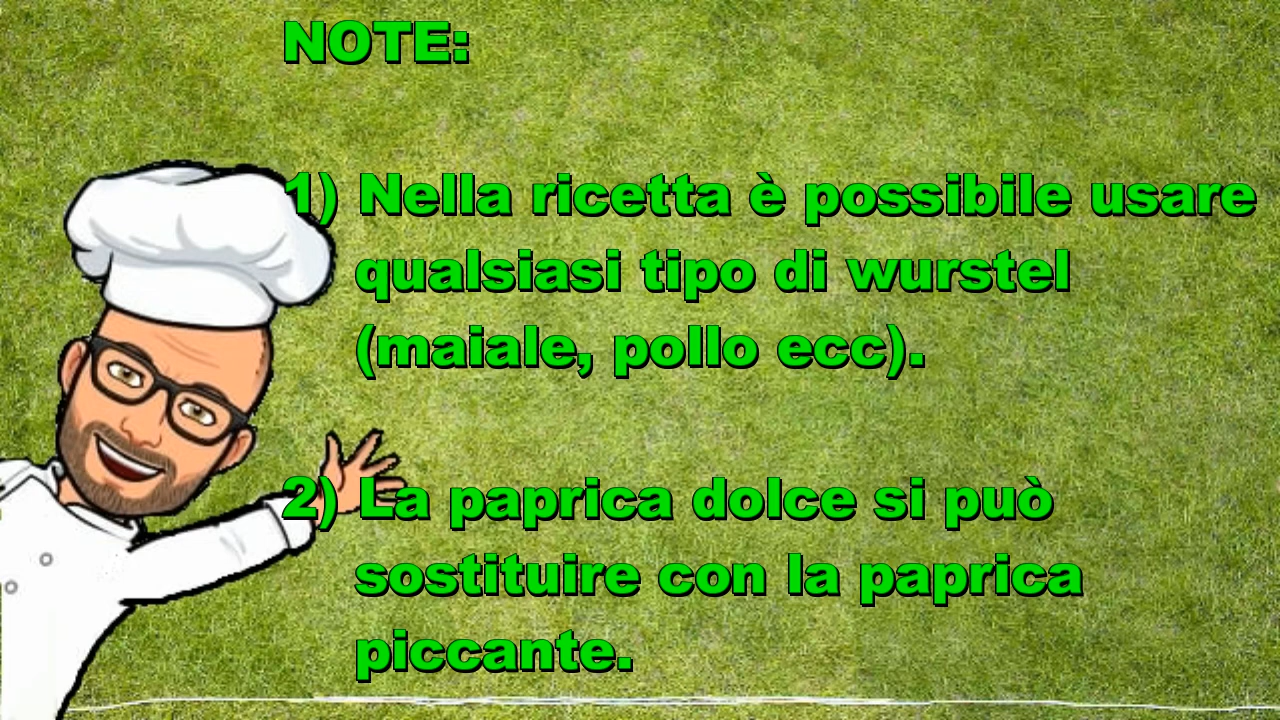 NOTE:
1) Nella ricetta è possibile usare
qualsiasi tipo di wurstel
(maiale, pollo ecc).
2) La paprica dolce si può
sostituire con la paprica
piccante.